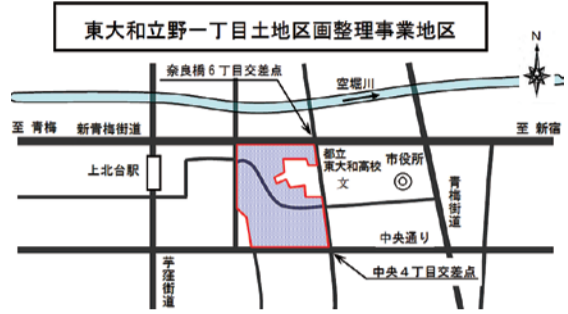 東大和立野一丁目土地区画整理事業地区
奈良橋6丁目交差点
空堀川
N
至 青梅
新青梅街道
至 新宿
上北台駅
都立
東大和高校
文
市役所
青梅街道
中央通り
芋窪街道
中央4丁目交差点